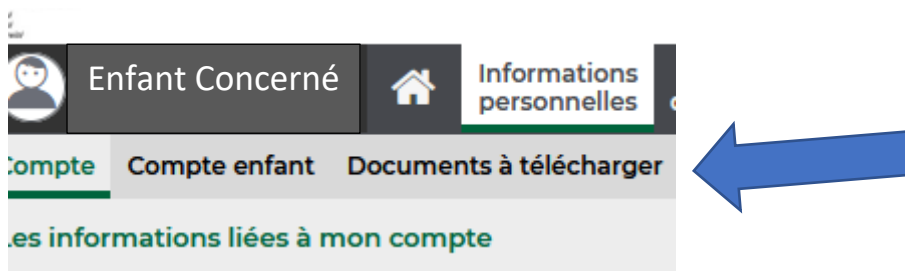 Enfant Concerné
Informations
personnelles
Compte Compte enfant Documents à télécharger
Les informations liées à mon compte